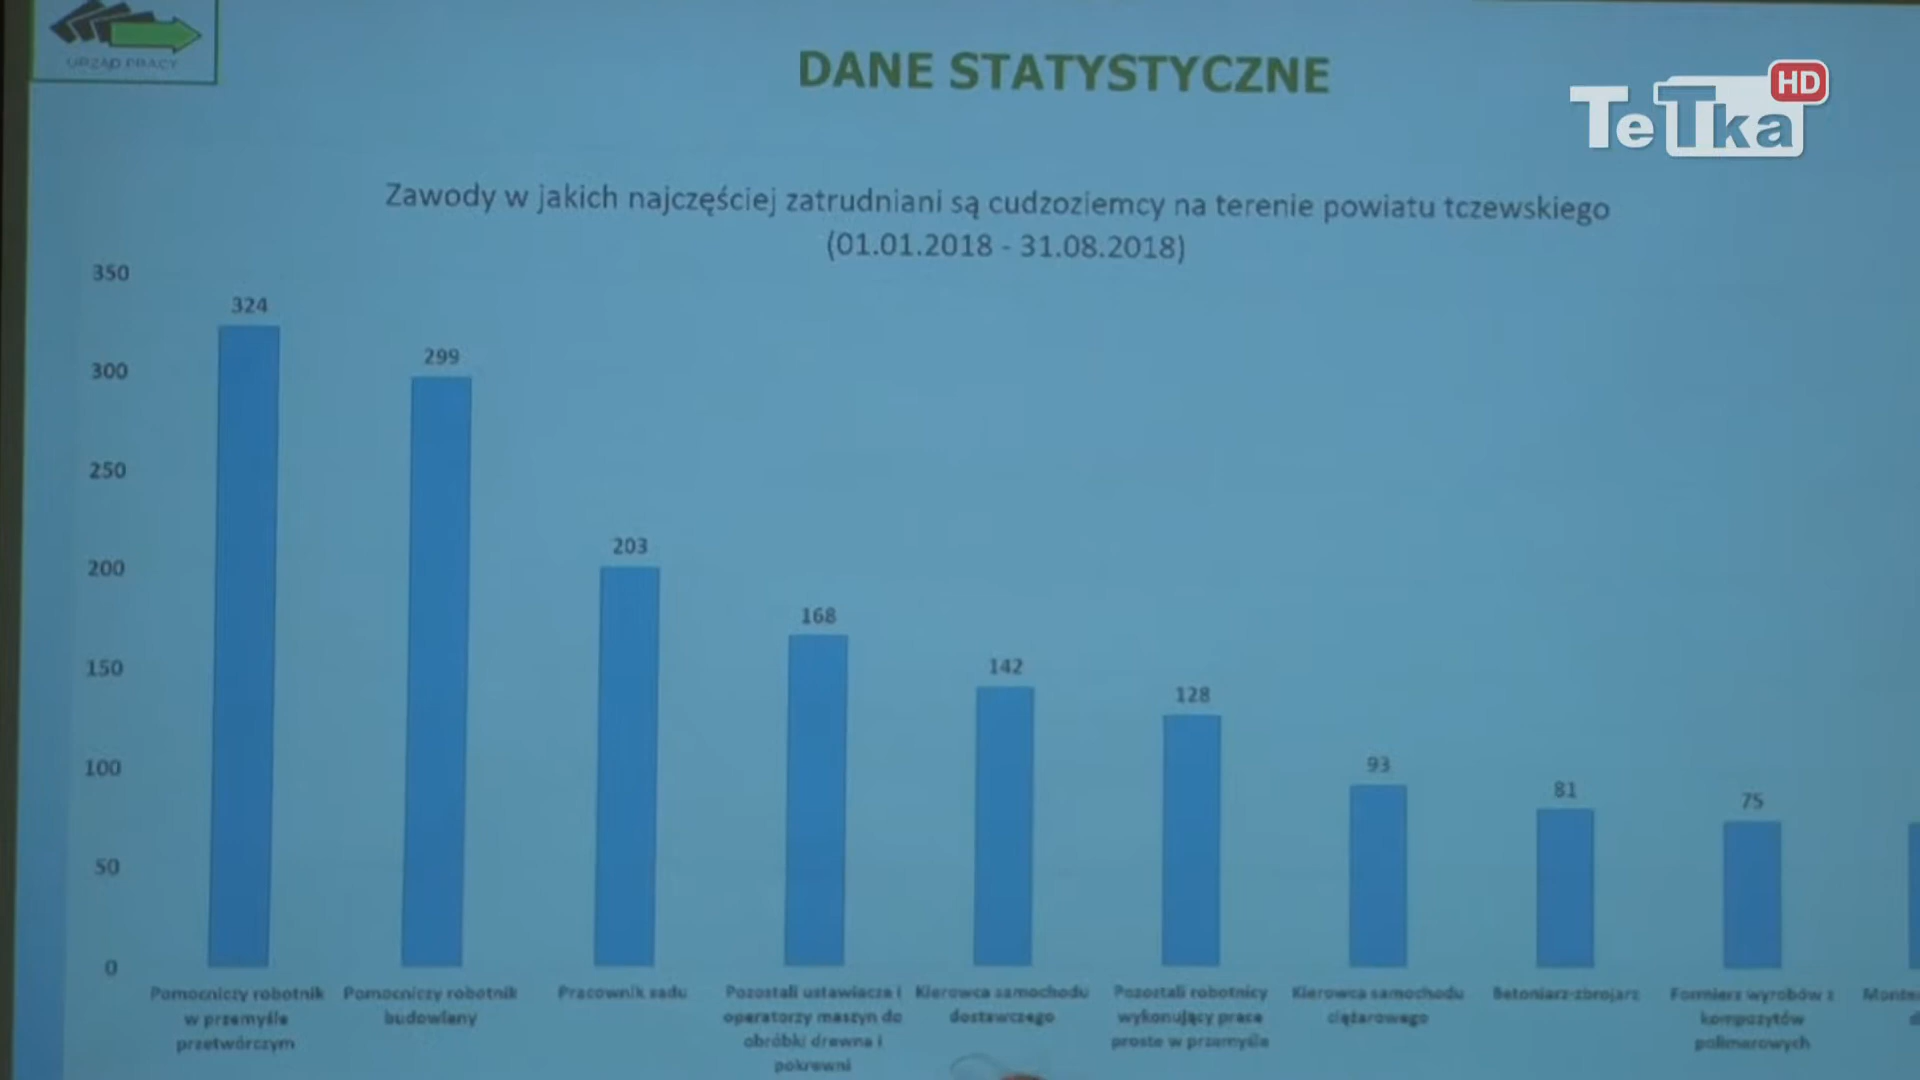 URZĄD PRACY
DANE STATYSTYCZNE
TeTka HD
Zawody w jakich najczęściej zatrudniani są cudzoziemcy na terenie powiatu tczewskiego
(01.01.2018 - 31.08.2018)
350
300
250
200
150
100
50
0
324
299
203
168
142
128
93
81
75
Pomocniczy robotnik
w przemyśle
przetwórczym
Pomocniczy robotnik
budowlany
Pracownik sadu
Pozostali ustawiacze i
operatorzy maszyn do
obróbki drewna i
pokrewni
Kierowca samochodu
dostawczego
Pozostali robotnicy
wykonujący prace
proste w przemyśle
Kierowca samochodu
ciężarowego
Betoniarz-zbrojarz
Formierz wyrobów z
kompozytów
polimerowych